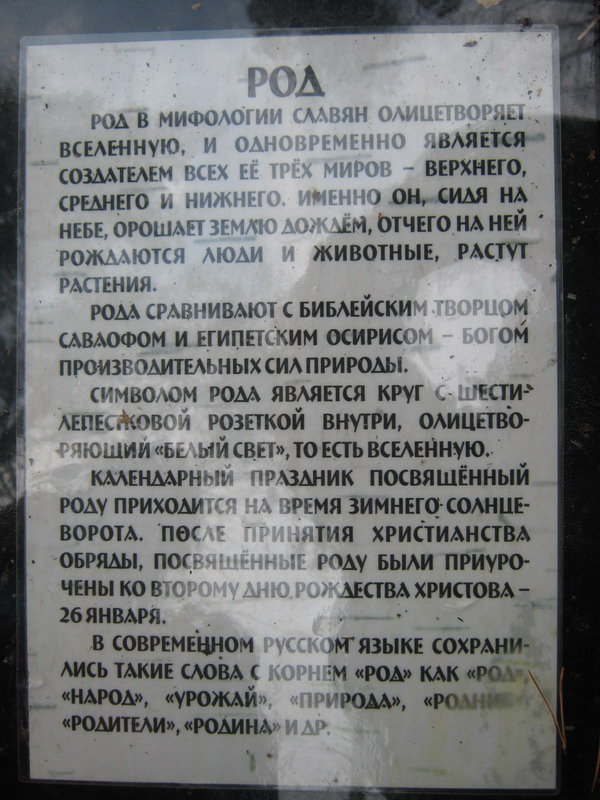 РОД
РОД В МИФОЛОГИИ СЛАВЯН ОЛИЦЕТВОРЯЕТ
ВСЕЛЕННУЮ, И ОДНОВРЕМЕННО ЯВЛЯЕТСЯ
СОЗДАТЕЛЕМ ВСЕХ ЕЁ ТРЁХ МИРОВ – ВЕРХНЕГО,
СРЕДНЕГО И НИЖНЕГО. ИМЕННО ОН, СИДЯ НА
НЕБЕ, ОРОШАЕТ ЗЕМЛЮ ДОЖДЁМ, ОТЧЕГО НА НЕЙ
РОЖДАЮТСЯ ЛЮДИ И ЖИВОТНЫЕ, РАСТУТ
РАСТЕНИЯ.
РОДА СРАВНИВАЮТ С БИБЛЕЙСКИМ ТВОРЦОМ
САВАОФОМ И ЕГИПЕТСКИМ ОСИРИСОМ – БОГОМ
ПРОИЗВОДИТЕЛЬНЫХ СИЛ ПРИРОДЫ.
СИМВОЛОМ РОДА ЯВЛЯЕТСЯ КРУГ С ШЕСТИ-
ЛЕПЕСТКОВОЙ РОЗЕТКОЙ ВНУТРИ, ОЛИЦЕТВО-
РЯЮЩИЙ «БЕЛЫЙ СВЕТ», ТО ЕСТЬ ВСЕЛЕННУЮ.
КАЛЕНДАРНЫЙ ПРАЗДНИК ПОСВЯЩЁННЫЙ
РОДУ ПРИХОДИТСЯ НА ВРЕМЯ ЗИМНЕГО СОЛНЦЕ-
ВОРОТА. ПОСЛЕ ПРИНЯТИЯ ХРИСТИАНСТВА
ОБРЯДЫ, ПОСВЯЩЁННЫЕ РОДУ БЫЛИ ПРИУРО-
ЧЕНЫ КО ВТОРОМУ ДНЮ РОЖДЕСТВА ХРИСТОВА –
26 ЯНВАРЯ.
В СОВРЕМЕННОМ РУССКОМ ЯЗЫКЕ СОХРАНИ-
ЛИСЬ ТАКИЕ СЛОВА С КОРНЕМ «РОД» КАК «РОД»,
«НАРОД», «УРОЖАЙ», «ПРИРОДА», «РОДНИК»,
«РОДИТЕЛИ», «РОДИНА» И ДР.